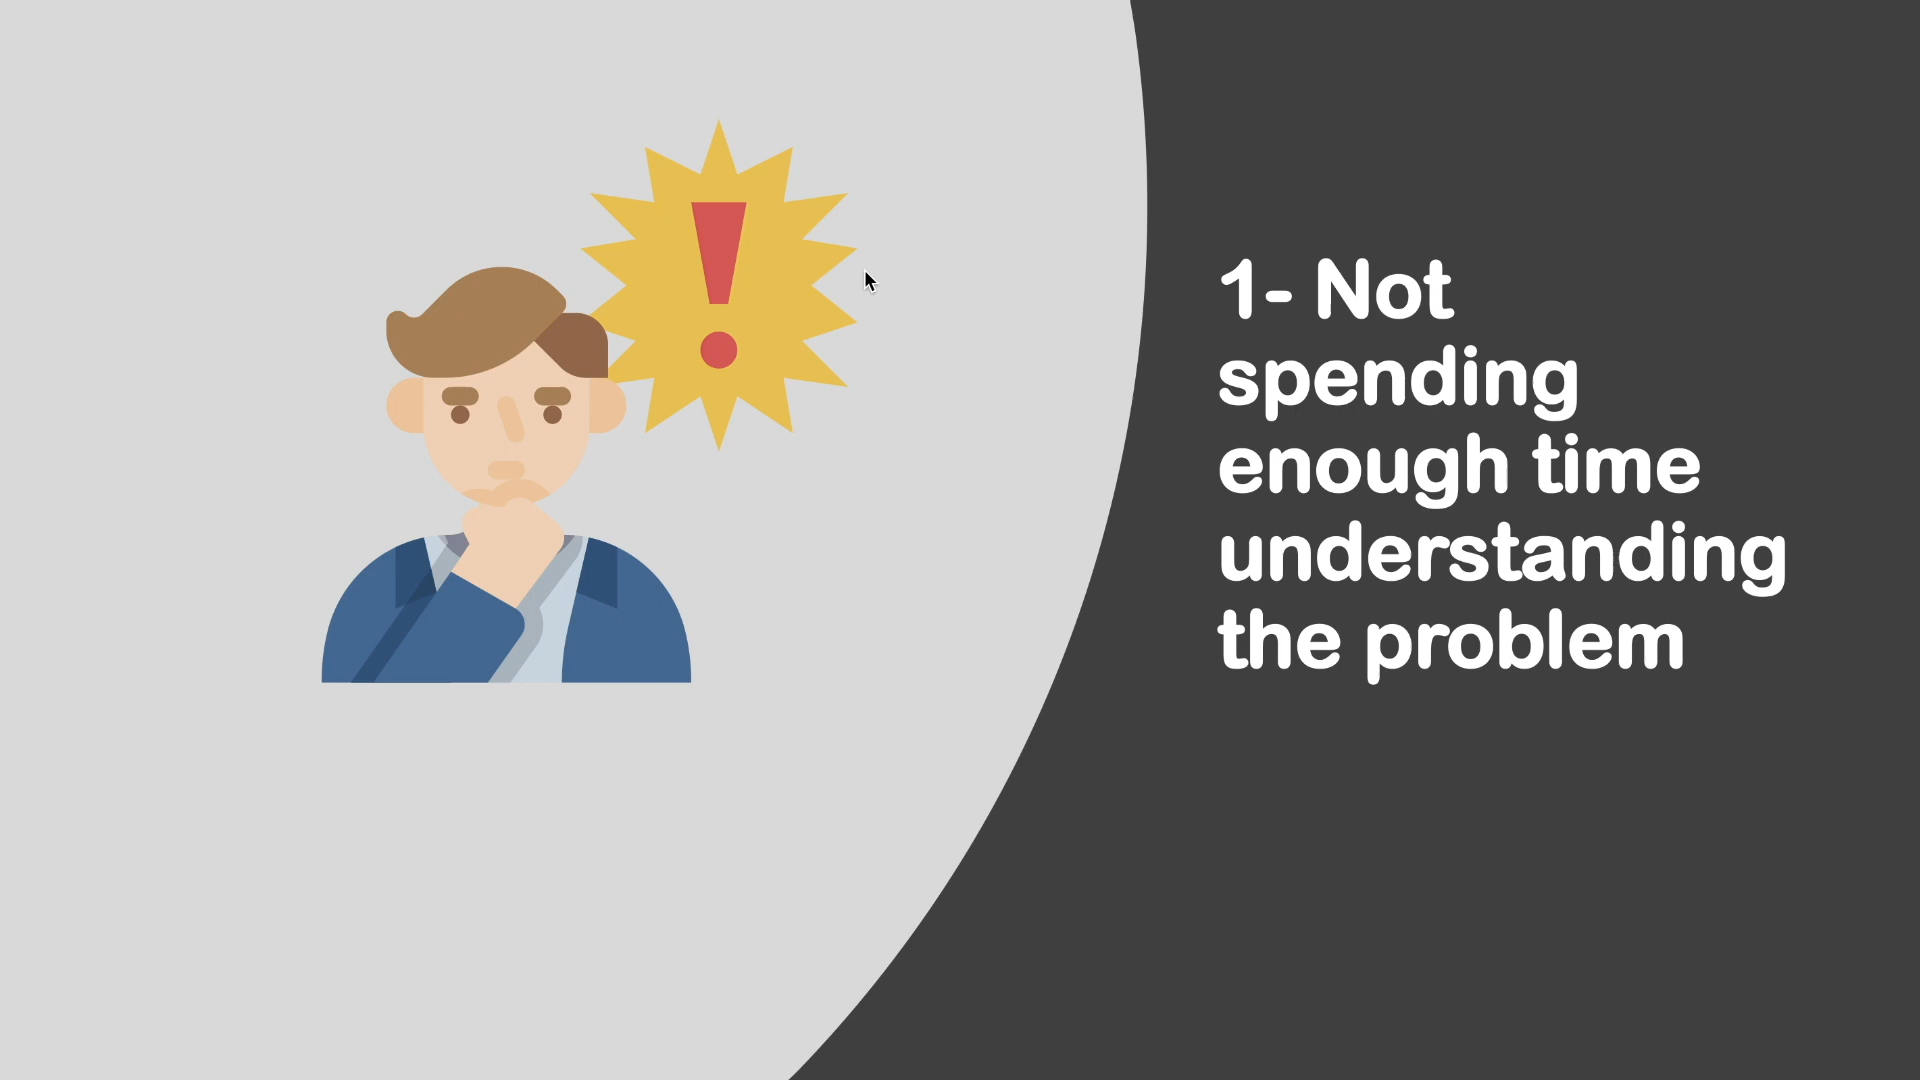 1- Not
spending
enough time
understanding
the problem